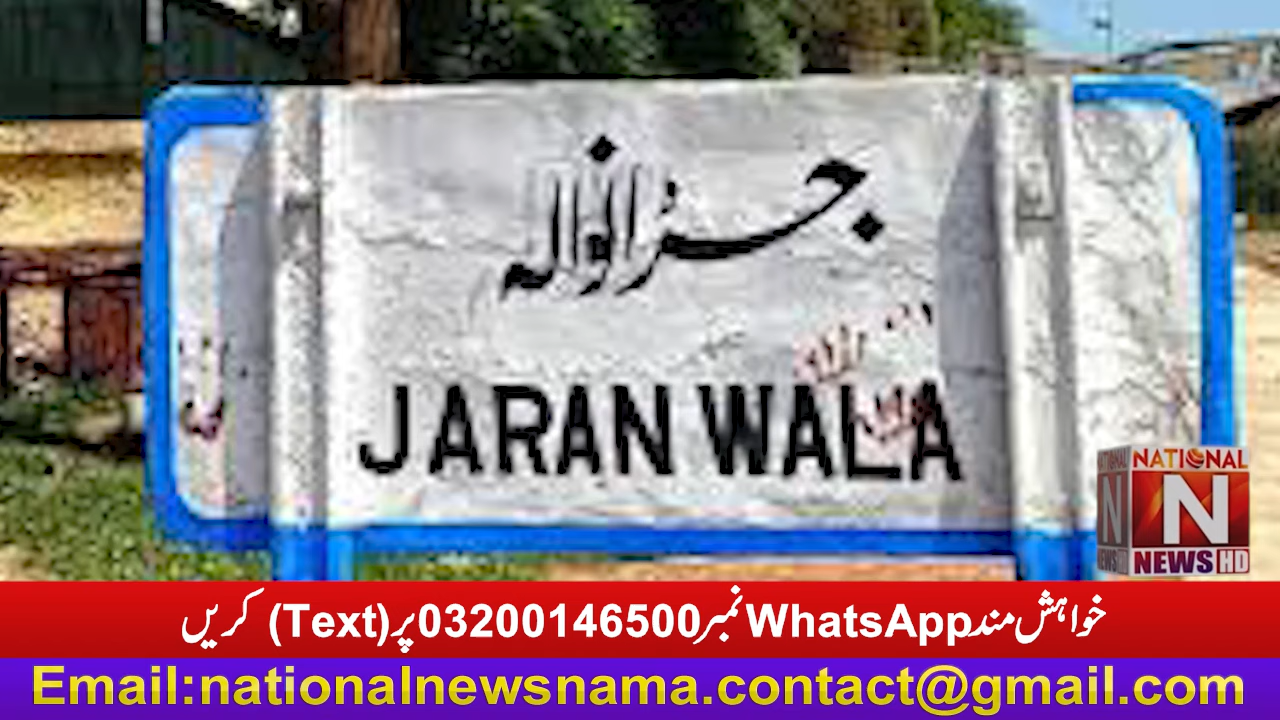 جڑانوالہ
JARAN WALA
NATIONAL
N
NEWS HD
خواہش مند WhatsApp نمبر 03200146500 پر (Text) کریں
Email:nationalnewsnama.contact@gmail.com